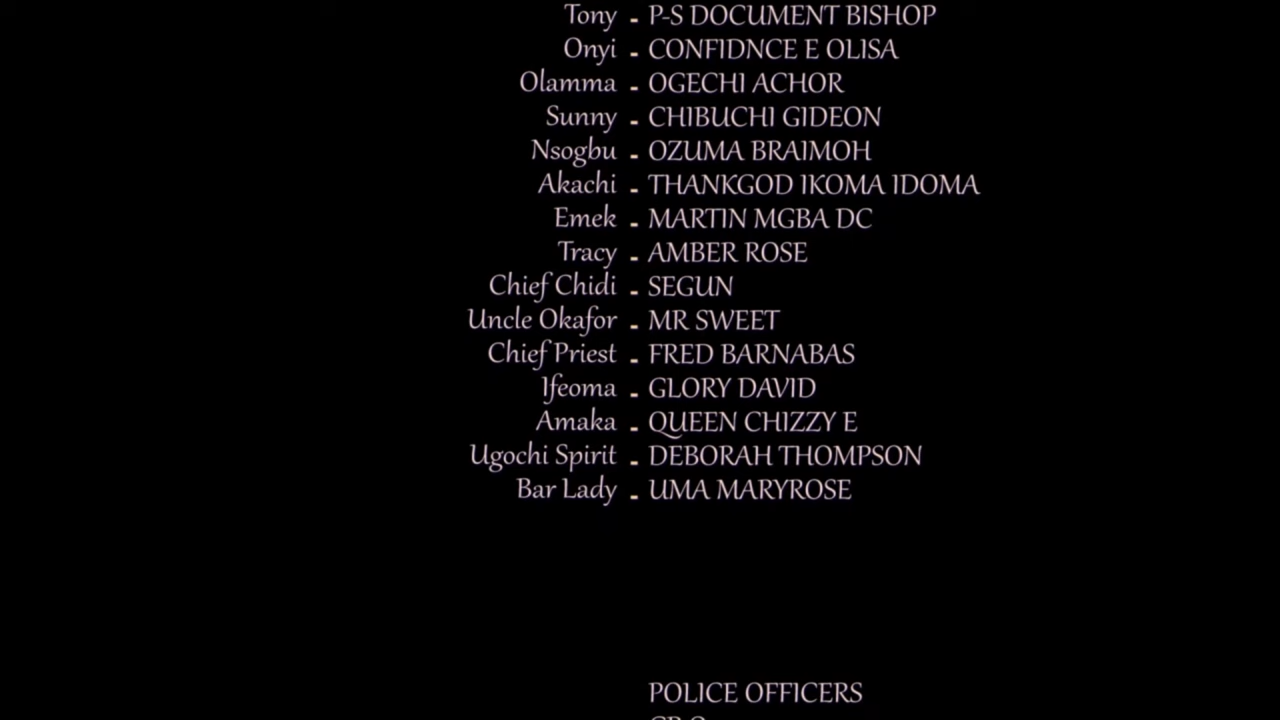 Tony - P-S DOCUMENT BISHOP
Onyi - CONFIDNCE E OLISA
Olamma - OGECHI ACHOR
Sunny - CHIBUCHI GIDEON
Nsogbu - OZUMA BRAIMOH
Akachi - THANKGOD IKOMA IDOMA
Emek - MARTIN MGBA DC
Tracy - AMBER ROSE
Chief Chidi - SEGUN
Uncle Okafor - MR SWEET
Chief Priest - FRED BARNABAS
Ifeoma - GLORY DAVID
Amaka - QUEEN CHIZZY E
Ugochi Spirit - DEBORAH THOMPSON
Bar Lady - UMA MARYROSE
POLICE OFFICERS